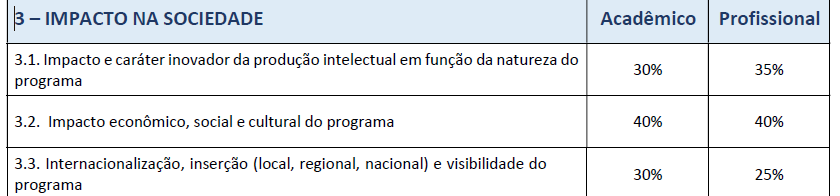 3 – IMPACTO NA SOCIEDADE Acadêmico Profissional
3.1. Impacto e caráter inovador da produção intelectual em função da natureza do
programa 30% 35%
3.2. Impacto econômico, social e cultural do programa 40% 40%
3.3. Internacionalização, inserção (local, regional, nacional) e visibilidade do
programa 30% 25%